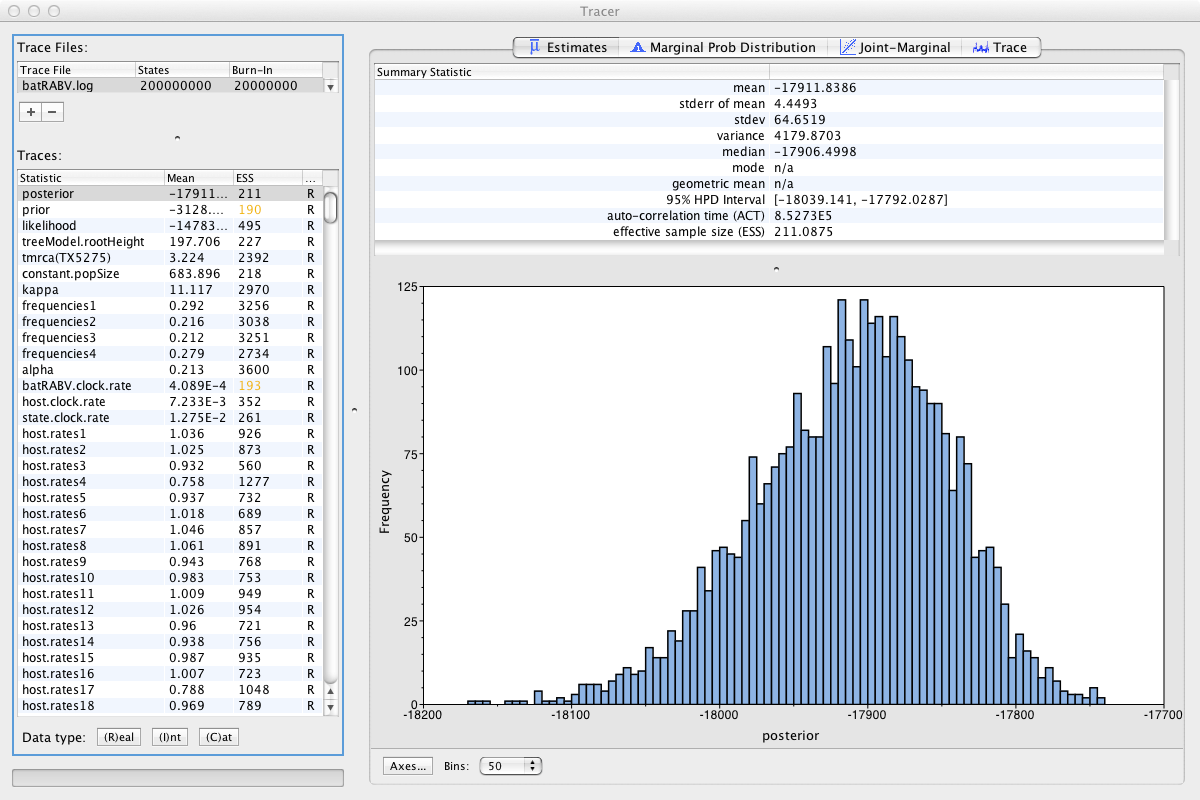 Tracer
Trace Files:
Trace File States Burn-In
batRABV.log 200000000 20000000
+ −
Traces:
Statistic Mean ESS ...
posterior -17911... 211 R
prior -3128.... 190 R
likelihood -14783... 495 R
treeModel.rootHeight 197.706 227 R
tmrca(TX5275) 3.224 2392 R
constant.popSize 683.896 218 R
kappa 11.117 2970 R
frequencies1 0.292 3256 R
frequencies2 0.216 3038 R
frequencies3 0.212 3251 R
frequencies4 0.279 2734 R
alpha 0.213 3600 R
batRABV.clock.rate 4.089E-4 193 R
host.clock.rate 7.233E-3 352 R
state.clock.rate 1.275E-2 261 R
host.rates1 1.036 926 R
host.rates2 1.025 873 R
host.rates3 0.932 560 R
host.rates4 0.758 1277 R
host.rates5 0.937 732 R
host.rates6 1.018 689 R
host.rates7 1.046 857 R
host.rates8 1.061 891 R
host.rates9 0.943 768 R
host.rates10 0.983 753 R
host.rates11 1.009 949 R
host.rates12 1.026 954 R
host.rates13 0.96 721 R
host.rates14 0.938 756 R
host.rates15 0.987 935 R
host.rates16 1.007 723 R
host.rates17 0.788 1048 R
host.rates18 0.969 789 R
Data type: (R)eal (I)nt (C)at
Estimates Marginal Prob Distribution Joint-Marginal Trace
Summary Statistic
mean -17911.8386
stderr of mean 4.4493
stdev 64.6519
variance 4179.8703
median -17906.4998
mode n/a
geometric mean n/a
95% HPD Interval [-18039.141, -17792.0287]
auto-correlation time (ACT) 8.5273E5
effective sample size (ESS) 211.0875
125
100
75
50
25
0
Frequency
-18200 -18100 -18000 -17900 -17800 -17700
posterior
Axes... Bins: 50